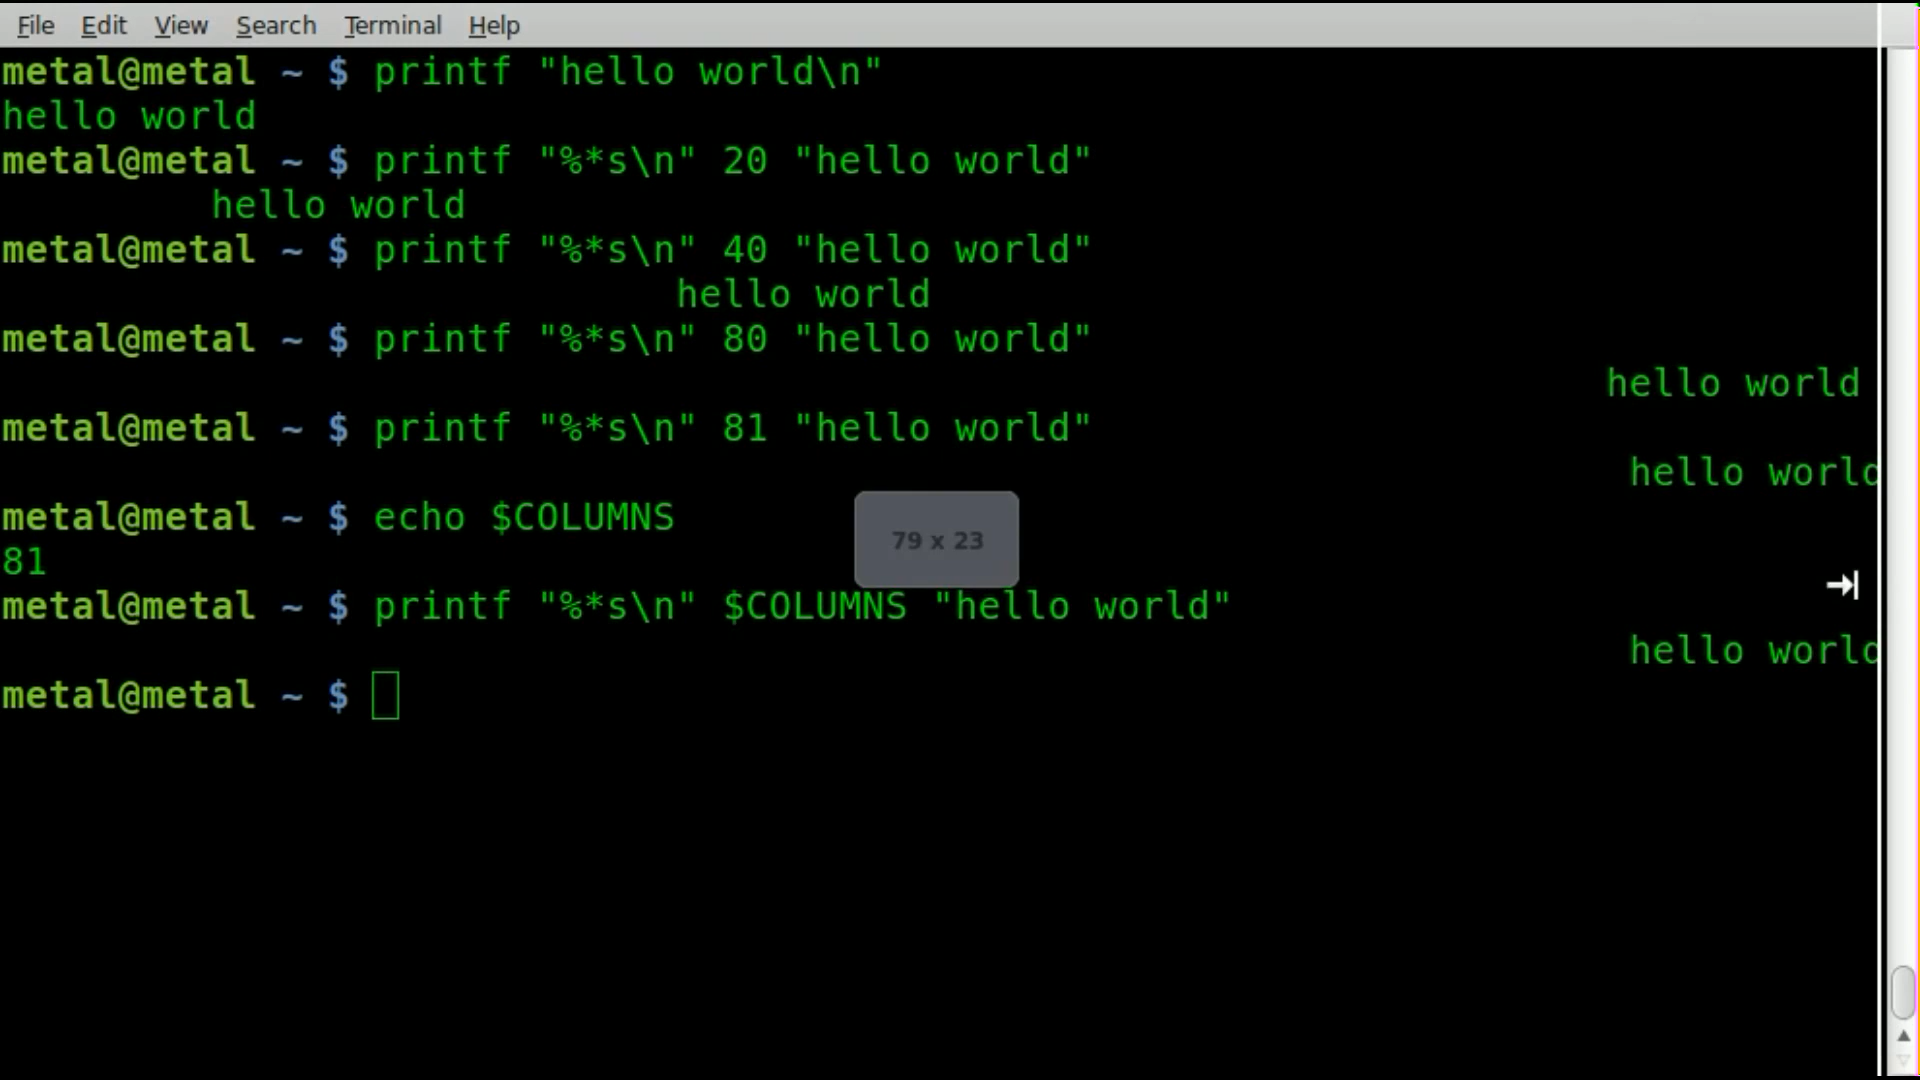 File Edit View Search Terminal Help
metal@metal ~ $ printf "hello world\n"
hello world
metal@metal ~ $ printf "%*s\n" 20 "hello world"
hello world
metal@metal ~ $ printf "%*s\n" 40 "hello world"
hello world
metal@metal ~ $ printf "%*s\n" 80 "hello world"
hello world
metal@metal ~ $ printf "%*s\n" 81 "hello world"
hello world
metal@metal ~ $ echo $COLUMNS
79 x 23
81
metal@metal ~ $ printf "%*s\n" $COLUMNS "hello world"
hello world
metal@metal ~ $